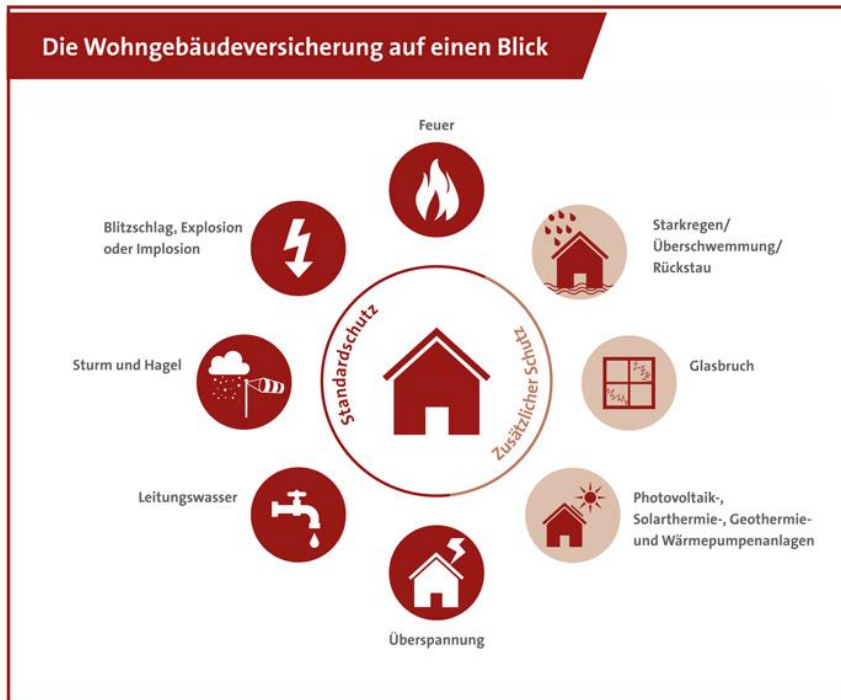 Die Wohngebäudeversicherung auf einen Blick
Feuer
Blitzschlag, Explosion
oder Implosion
Starkregen/
Überschwemmung/
Rückstau
Standardschutz
Zusätzlicher Schutz
Sturm und Hagel
Glasbruch
Leitungswasser
Photovoltaik-,
Solarthermie-, Geothermie-
und Wärmepumpenanlagen
Überspannung